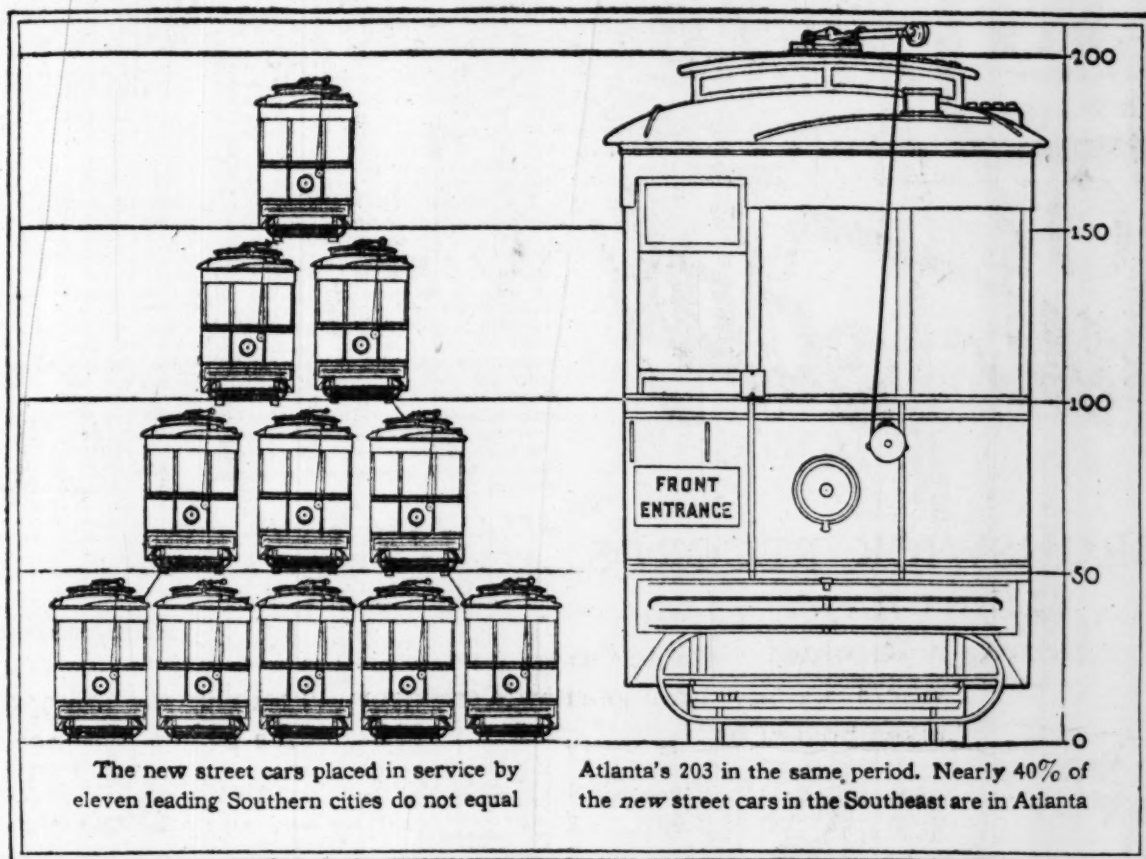 200
150
100
FRONT
ENTRANCE
50
0
The new street cars placed in service by
eleven leading Southern cities do not equal
Atlanta's 203 in the same period. Nearly 40% of
the new street cars in the Southeast are in Atlanta